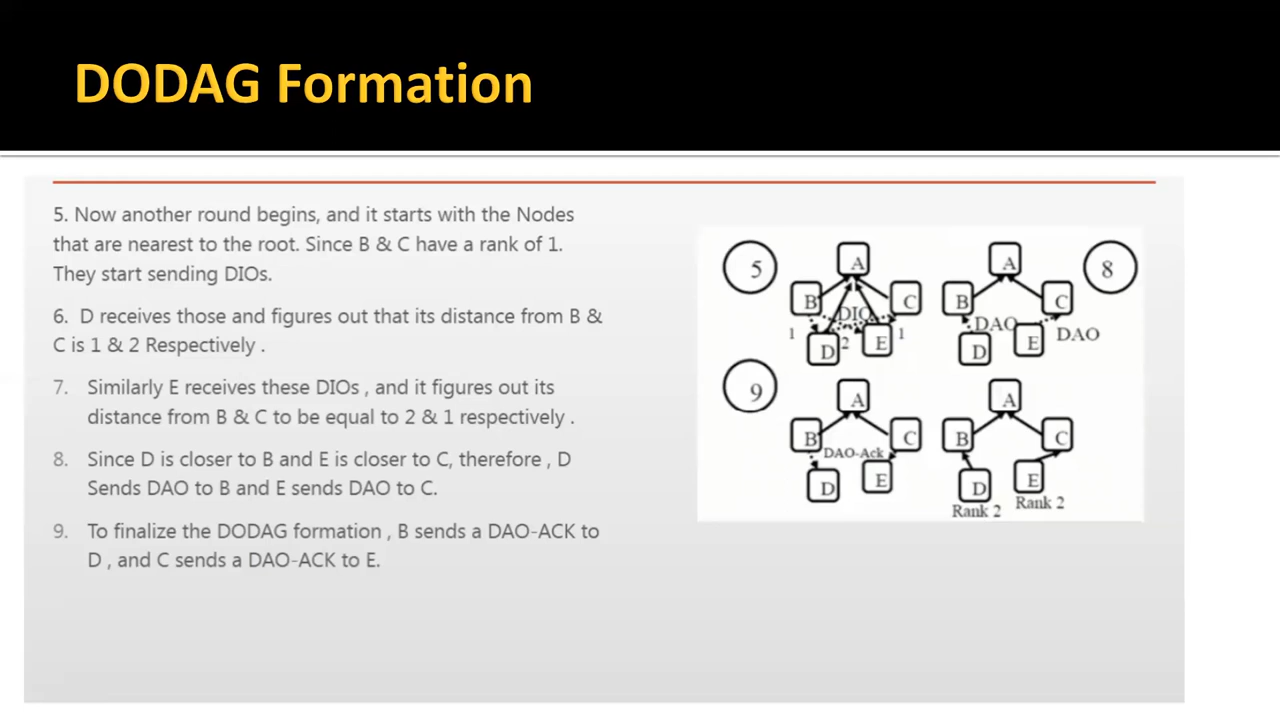 DODAG Formation
5. Now another round begins, and it starts with the Nodes
that are nearest to the root. Since B & C have a rank of 1.
They start sending DIOs.
6. D receives those and figures out that its distance from B &
C is 1 & 2 Respectively .
7. Similarly E receives these DIOs , and it figures out its
distance from B & C to be equal to 2 & 1 respectively .
8. Since D is closer to B and E is closer to C, therefore , D
Sends DAO to B and E sends DAO to C.
9. To finalize the DODAG formation , B sends a DAO-ACK to
D , and C sends a DAO-ACK to E.
5
A
B
C
DIO
1
2
1
D
E
8
A
B
C
DAO
DAO
D
E
9
A
B
C
DAO-Ack
D
E
A
B
C
D
E
Rank 2
Rank 2